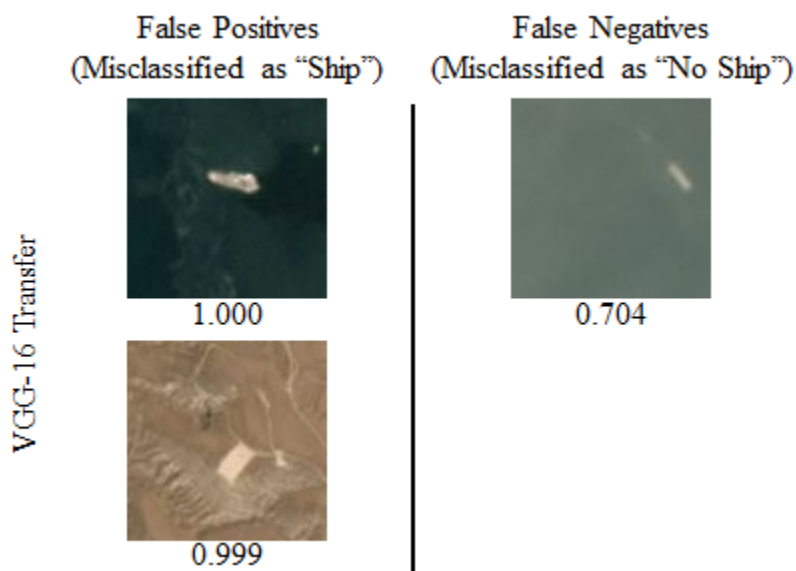 False Positives
(Misclassified as “Ship”)
False Negatives
(Misclassified as “No Ship”)
VGG-16 Transfer
1.000
0.704
0.999